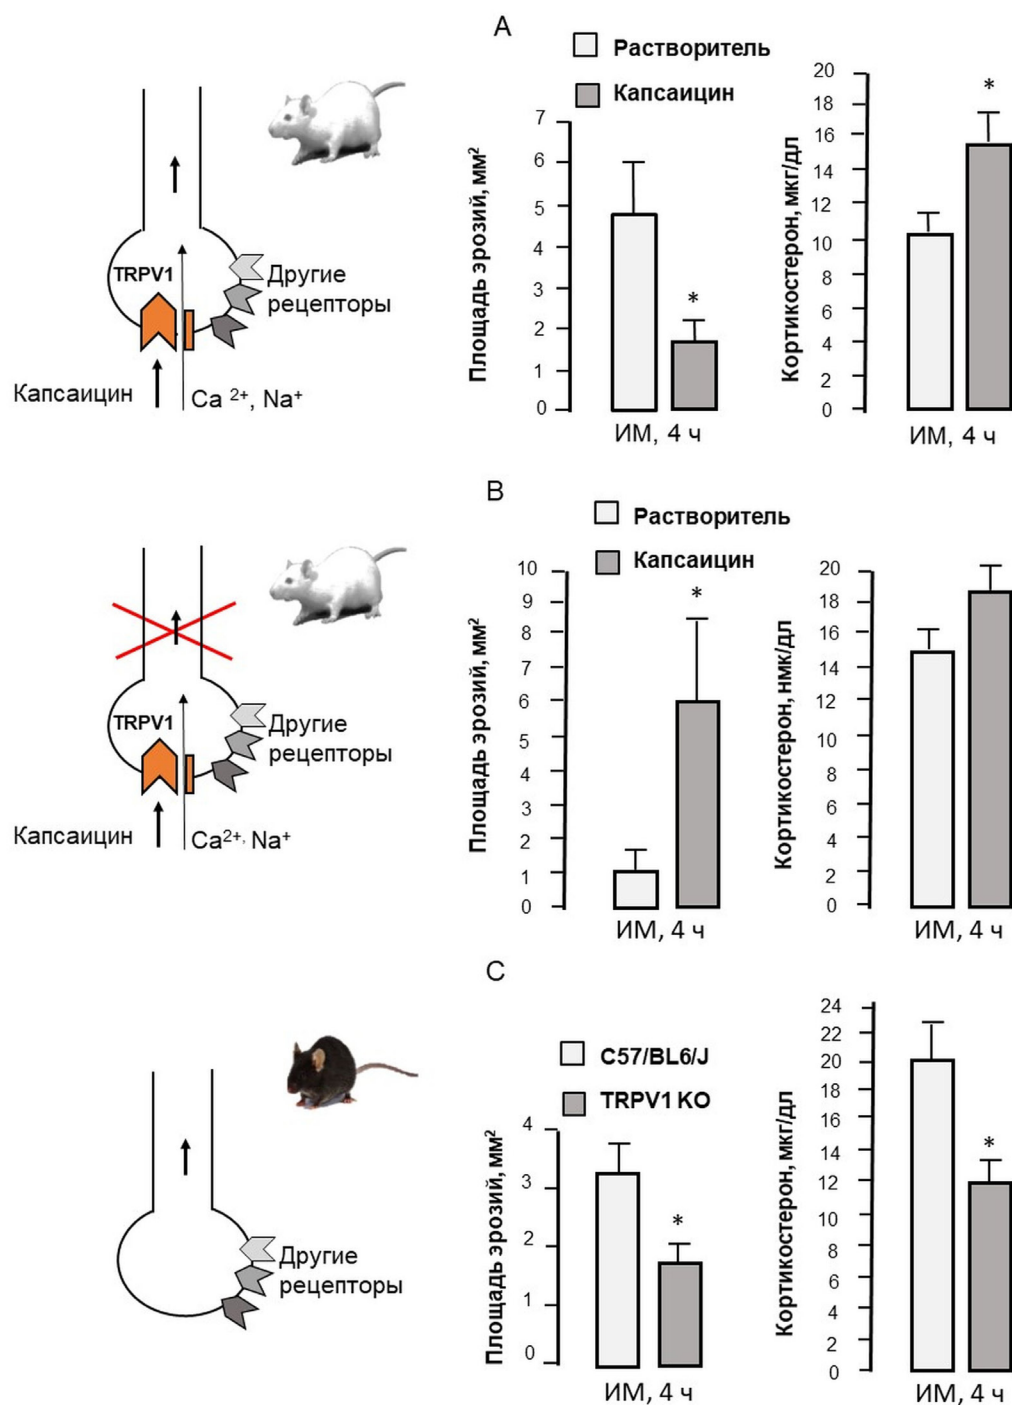 A
Растворитель
Капсаицин
TRPV1
Другие
рецепторы
Капсаицин
Ca 2+, Na+
Площадь эрозий, мм2
7
6
5
4
3
2
1
0
ИМ, 4 ч
*
Кортикостерон, мкг/дл
20
18
16
14
12
10
8
6
4
2
0
*
ИМ, 4 ч
B
Растворитель
Капсаицин
TRPV1
Другие
рецепторы
Капсаицин
Ca2+, Na+
Площадь эрозий, мм2
10
9
8
7
6
5
4
3
2
1
0
*
ИМ, 4 ч
Кортикостерон, нмк/дл
20
18
16
14
12
10
8
6
4
2
0
ИМ, 4 ч
C
C57/BL6/J
TRPV1 KO
Другие
рецепторы
Площадь эрозий, мм2
4
3
2
1
0
*
ИМ, 4 ч
Кортикостерон, мкг/дл
24
22
20
18
16
14
12
10
8
6
4
2
0
*
ИМ, 4 ч